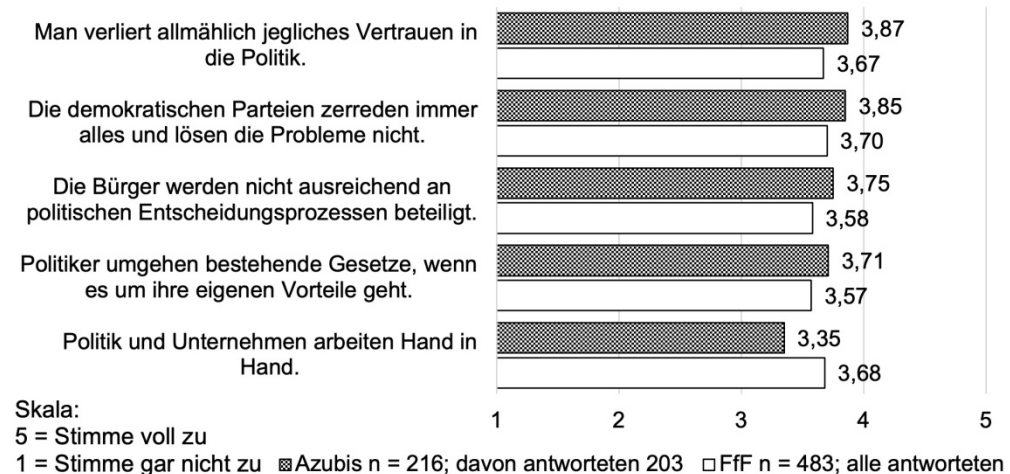 Man verliert allmählich jegliches Vertrauen in
die Politik.
3,87
3,67
Die demokratischen Parteien zerreden immer
alles und lösen die Probleme nicht.
3,85
3,70
Die Bürger werden nicht ausreichend an
politischen Entscheidungsprozessen beteiligt.
3,75
3,58
Politiker umgehen bestehende Gesetze, wenn
es um ihre eigenen Vorteile geht.
3,71
3,57
Politik und Unternehmen arbeiten Hand in
Hand.
3,35
3,68
1 2 3 4 5
Skala:
5 = Stimme voll zu
1 = Stimme gar nicht zu Azubis n = 216; davon antworteten 203 FfF n = 483; alle antworteten